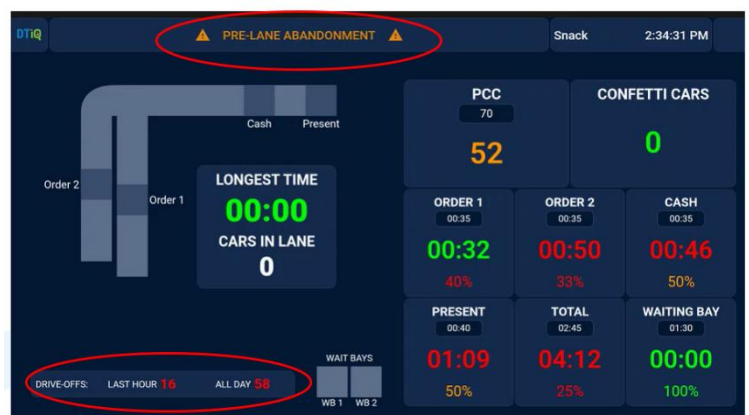 DTiQ
PRE-LANE ABANDONMENT
Snack
2:34:31 PM
Cash
Present
Order 2
Order 1
LONGEST TIME
00:00
CARS IN LANE
0
PCC
70
52
CONFETTI CARS
0
ORDER 1
00:35
00:32
40%
ORDER 2
00:35
00:50
33%
CASH
00:35
00:46
50%
PRESENT
00:40
01:09
50%
TOTAL
02:45
04:12
25%
WAITING BAY
01:30
00:00
100%
WAIT BAYS
WB 1 WB 2
DRIVE-OFFS: LAST HOUR 16 ALL DAY 58